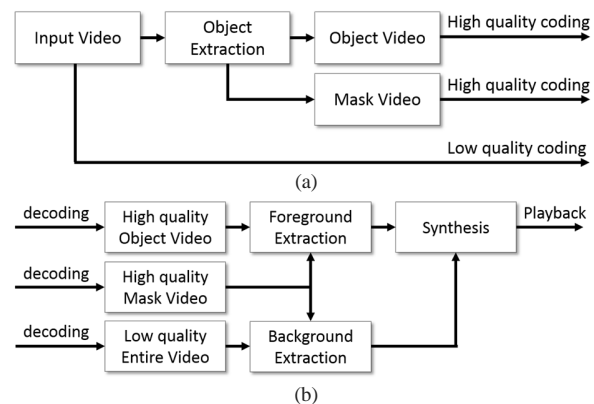 High quality coding
Input Video
Object
Extraction
Object Video
High quality coding
Mask Video
Low quality coding
(a)
decoding
High quality
Object Video
Foreground
Extraction
Synthesis
Playback
decoding
High quality
Mask Video
decoding
Low quality
Entire Video
Background
Extraction
(b)